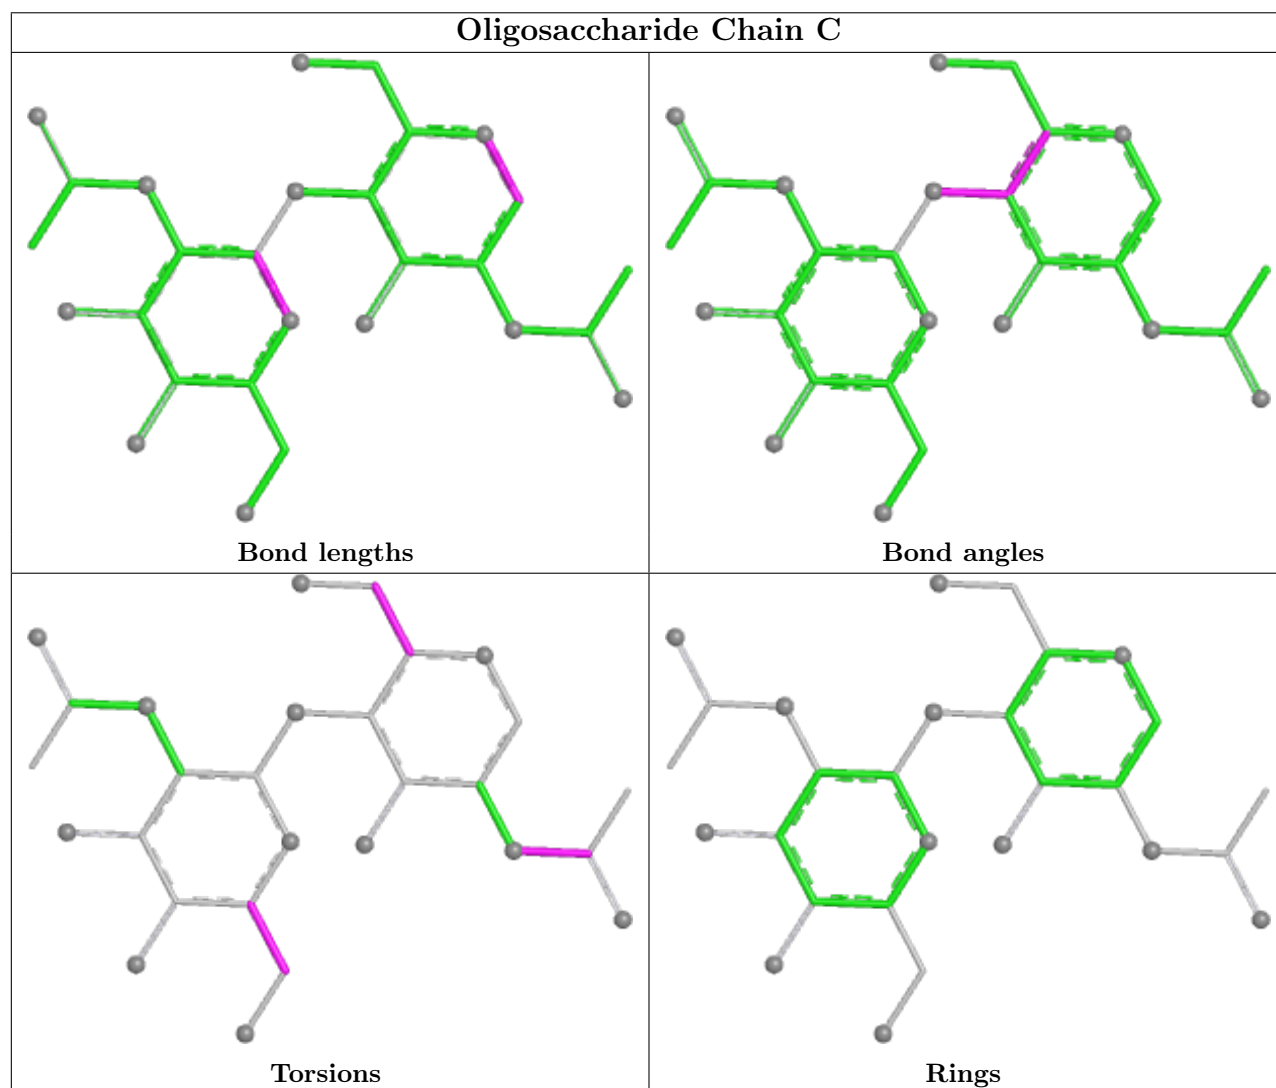 Oligosaccharide Chain C
Bond lengths
Bond angles
Torsions
Rings